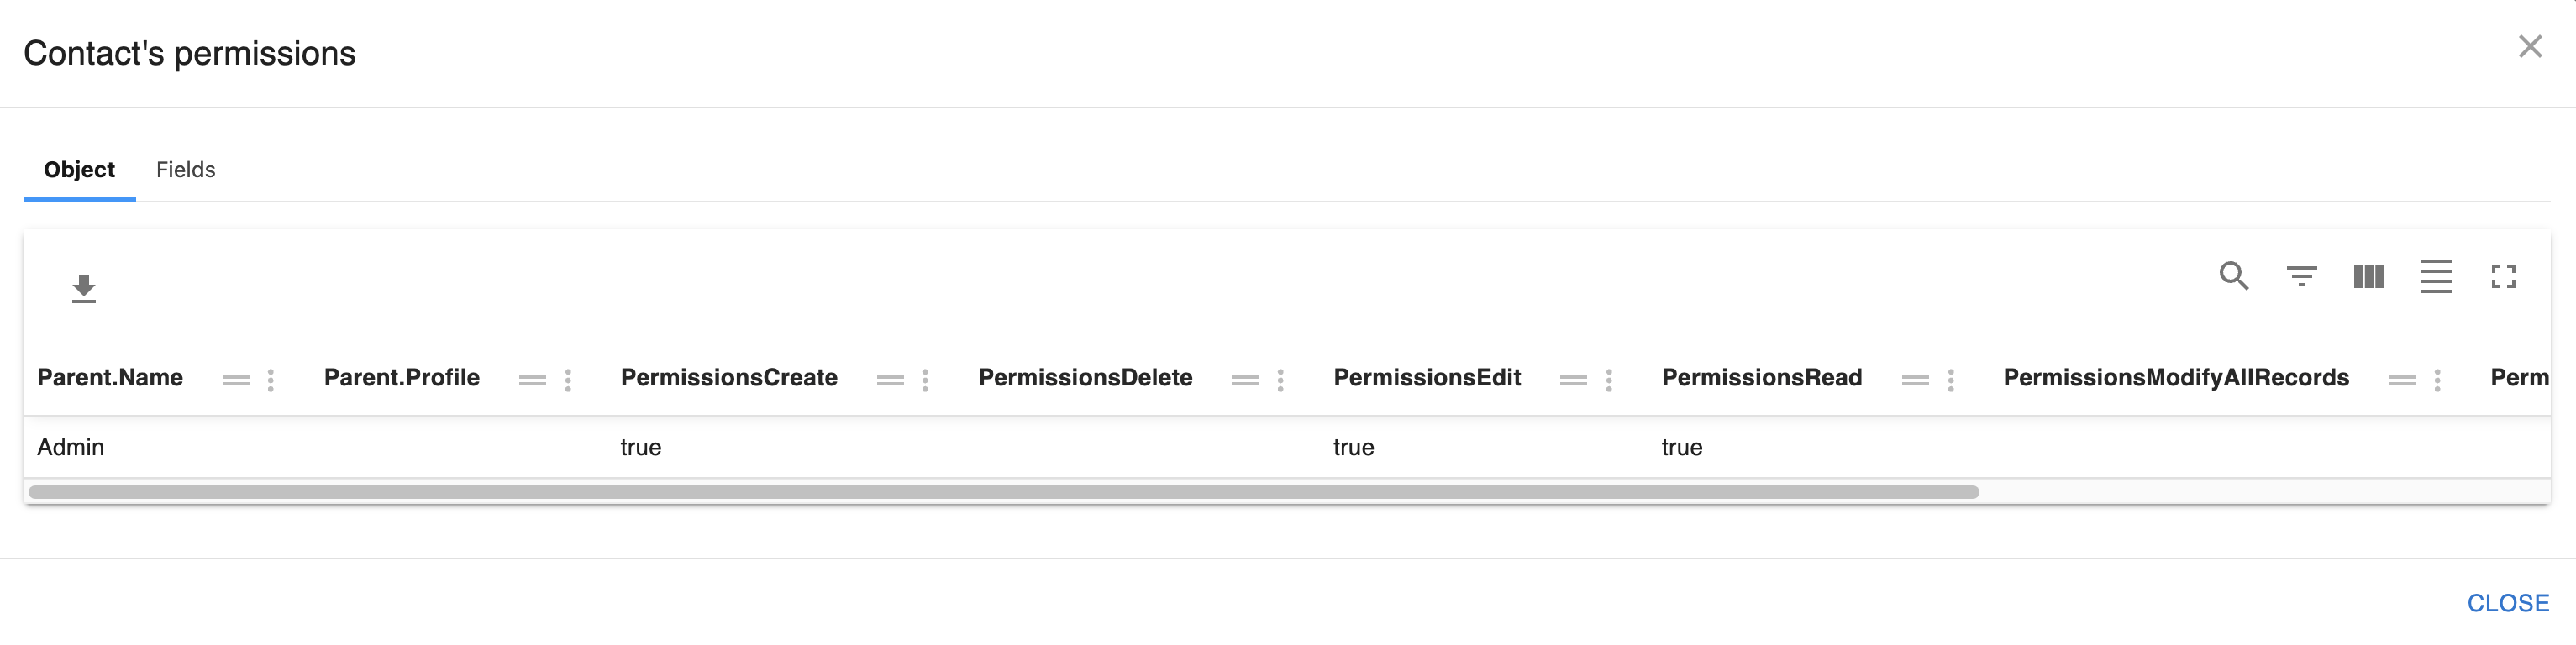 Contact's permissions
Object Fields
Parent.Name Parent.Profile PermissionsCreate PermissionsDelete PermissionsEdit PermissionsRead PermissionsModifyAllRecords Perm
Admin true true true
CLOSE